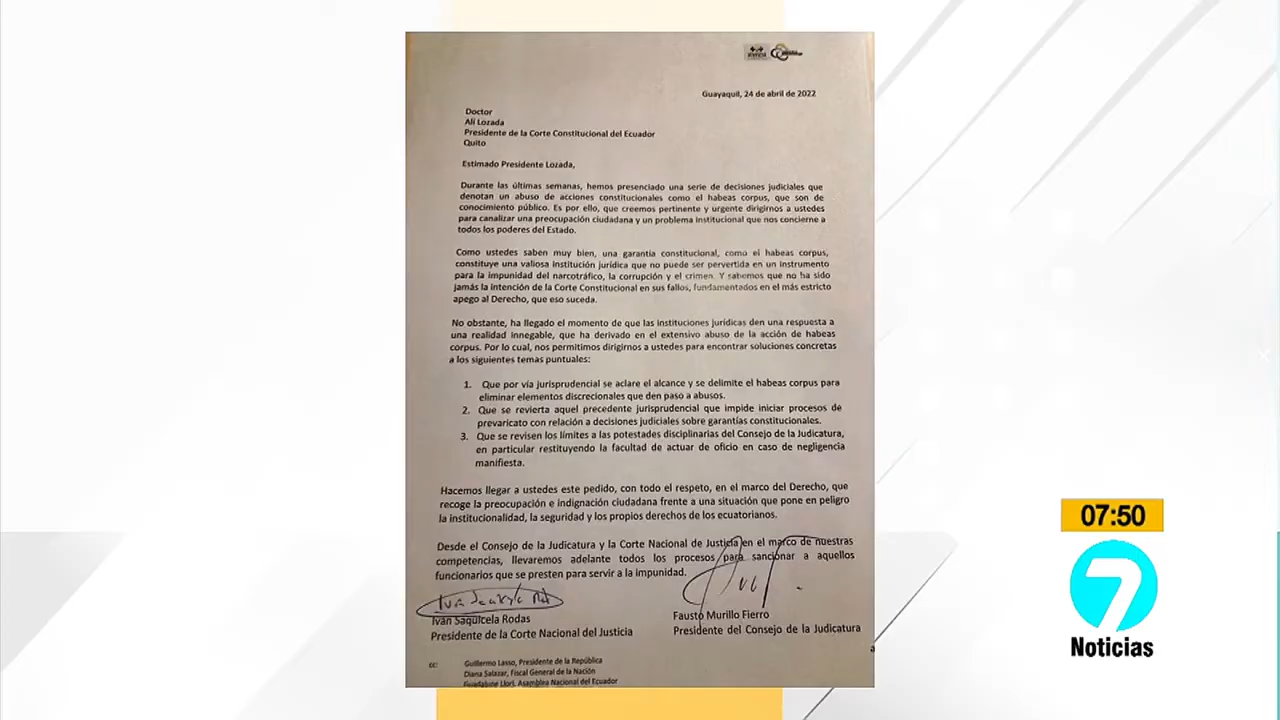 Guayaquil, 24 de abril de 2022
Doctor
Alí Lozada
Presidente de la Corte Constitucional del Ecuador
Quito
Estimado Presidente Lozada,
Durante las últimas semanas, hemos presenciado una serie de decisiones judiciales que
denotan un abuso de acciones constitucionales como el habeas corpus, que son de
conocimiento público. Es por ello, que creemos pertinente y urgente dirigirnos a ustedes
para canalizar una preocupación ciudadana y un problema institucional que nos concierne a
todos los poderes del Estado.
Como ustedes saben muy bien, una garantía constitucional, como el habeas corpus,
constituye una valiosa institución jurídica que no puede ser pervertida en un instrumento
para la impunidad del narcotráfico, la corrupción y el crimen. Y sabemos que no ha sido
jamás la intención de la Corte Constitucional en sus fallos, fundamentados en el más estricto
apego al Derecho, que eso suceda.
No obstante, ha llegado el momento de que las instituciones jurídicas den una respuesta a
una realidad innegable, que ha derivado en el extensivo abuso de la acción de habeas
corpus. Por lo cual, nos permitimos dirigirnos a ustedes para encontrar soluciones concretas
a los siguientes temas puntuales:
1. Que por vía jurisprudencial se aclare el alcance y se delimite el habeas corpus para
eliminar elementos discrecionales que den paso a abusos.
2. Que se revierta aquel precedente jurisprudencial que impide iniciar procesos de
prevaricato con relación a decisiones judiciales sobre garantías constitucionales.
3. Que se revisen los límites a las potestades disciplinarias del Consejo de la Judicatura,
en particular restituyendo la facultad de actuar de oficio en caso de negligencia
manifiesta.
Hacemos llegar a ustedes este pedido, con todo el respeto, en el marco del Derecho, que
recoge la preocupación e indignación ciudadana frente a una situación que pone en peligro
la institucionalidad, la seguridad y los propios derechos de los ecuatorianos.
Desde el Consejo de la Judicatura y la Corte Nacional de Justicia en el marco de nuestras
competencias, llevaremos adelante todos los procesos para sancionar a aquellos
funcionarios que se presten para servir a la impunidad.
Iván Saquicela Rodas
Presidente de la Corte Nacional del Justicia
Fausto Murillo Fierro
Presidente del Consejo de la Judicatura
cc: Guillermo Lasso, Presidente de la República
Diana Salazar, Fiscal General de la Nación
Guadalupe Llori, Asamblea Nacional del Ecuador
07:50
7
Noticias